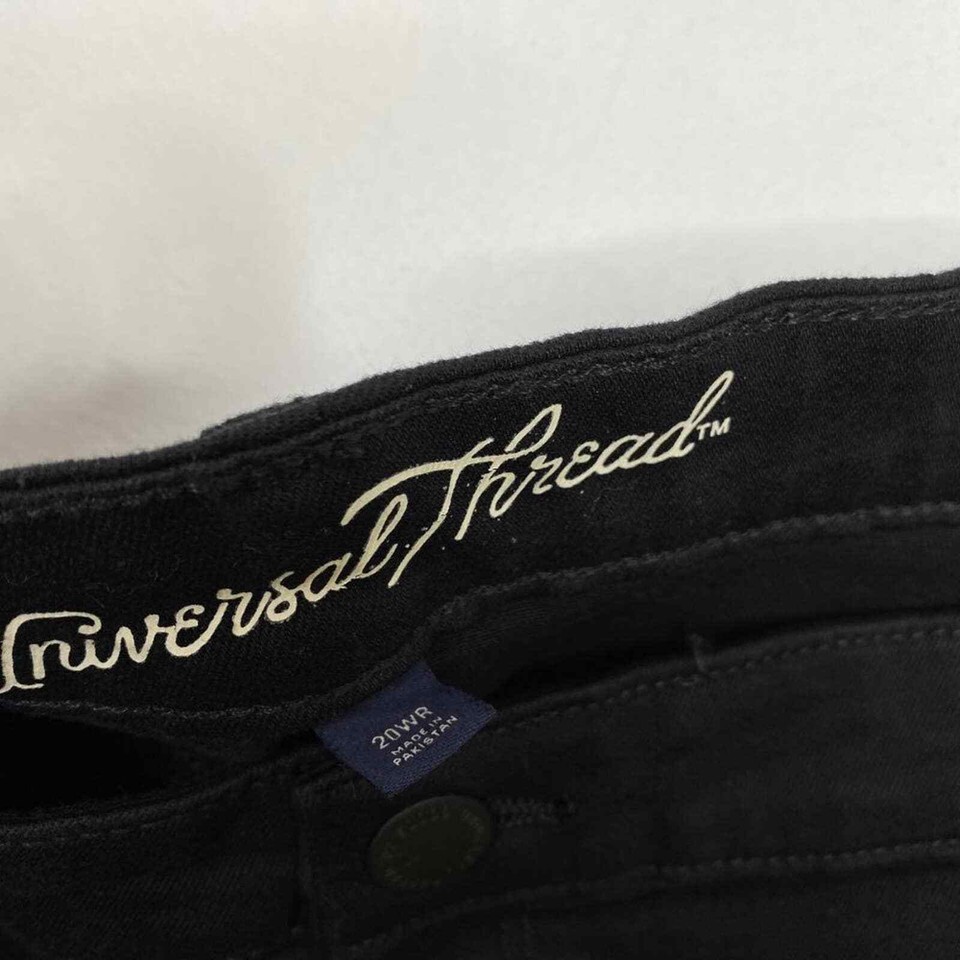 Universal Thread™
20WR
MADE IN
PAKISTAN